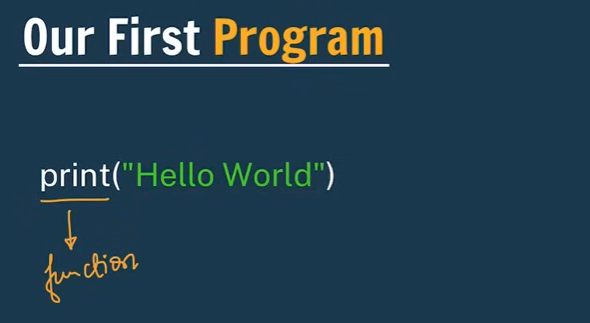 Our First Program
print("Hello World")
function